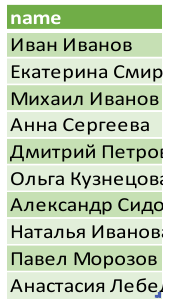 name
Иван Иванов
Екатерина Смир
Михаил Иванов
Анна Сергеева
Дмитрий Петров
Ольга Кузнецова
Александр Сидо
Наталья Иванова
Павел Морозов
Анастасия Лебед